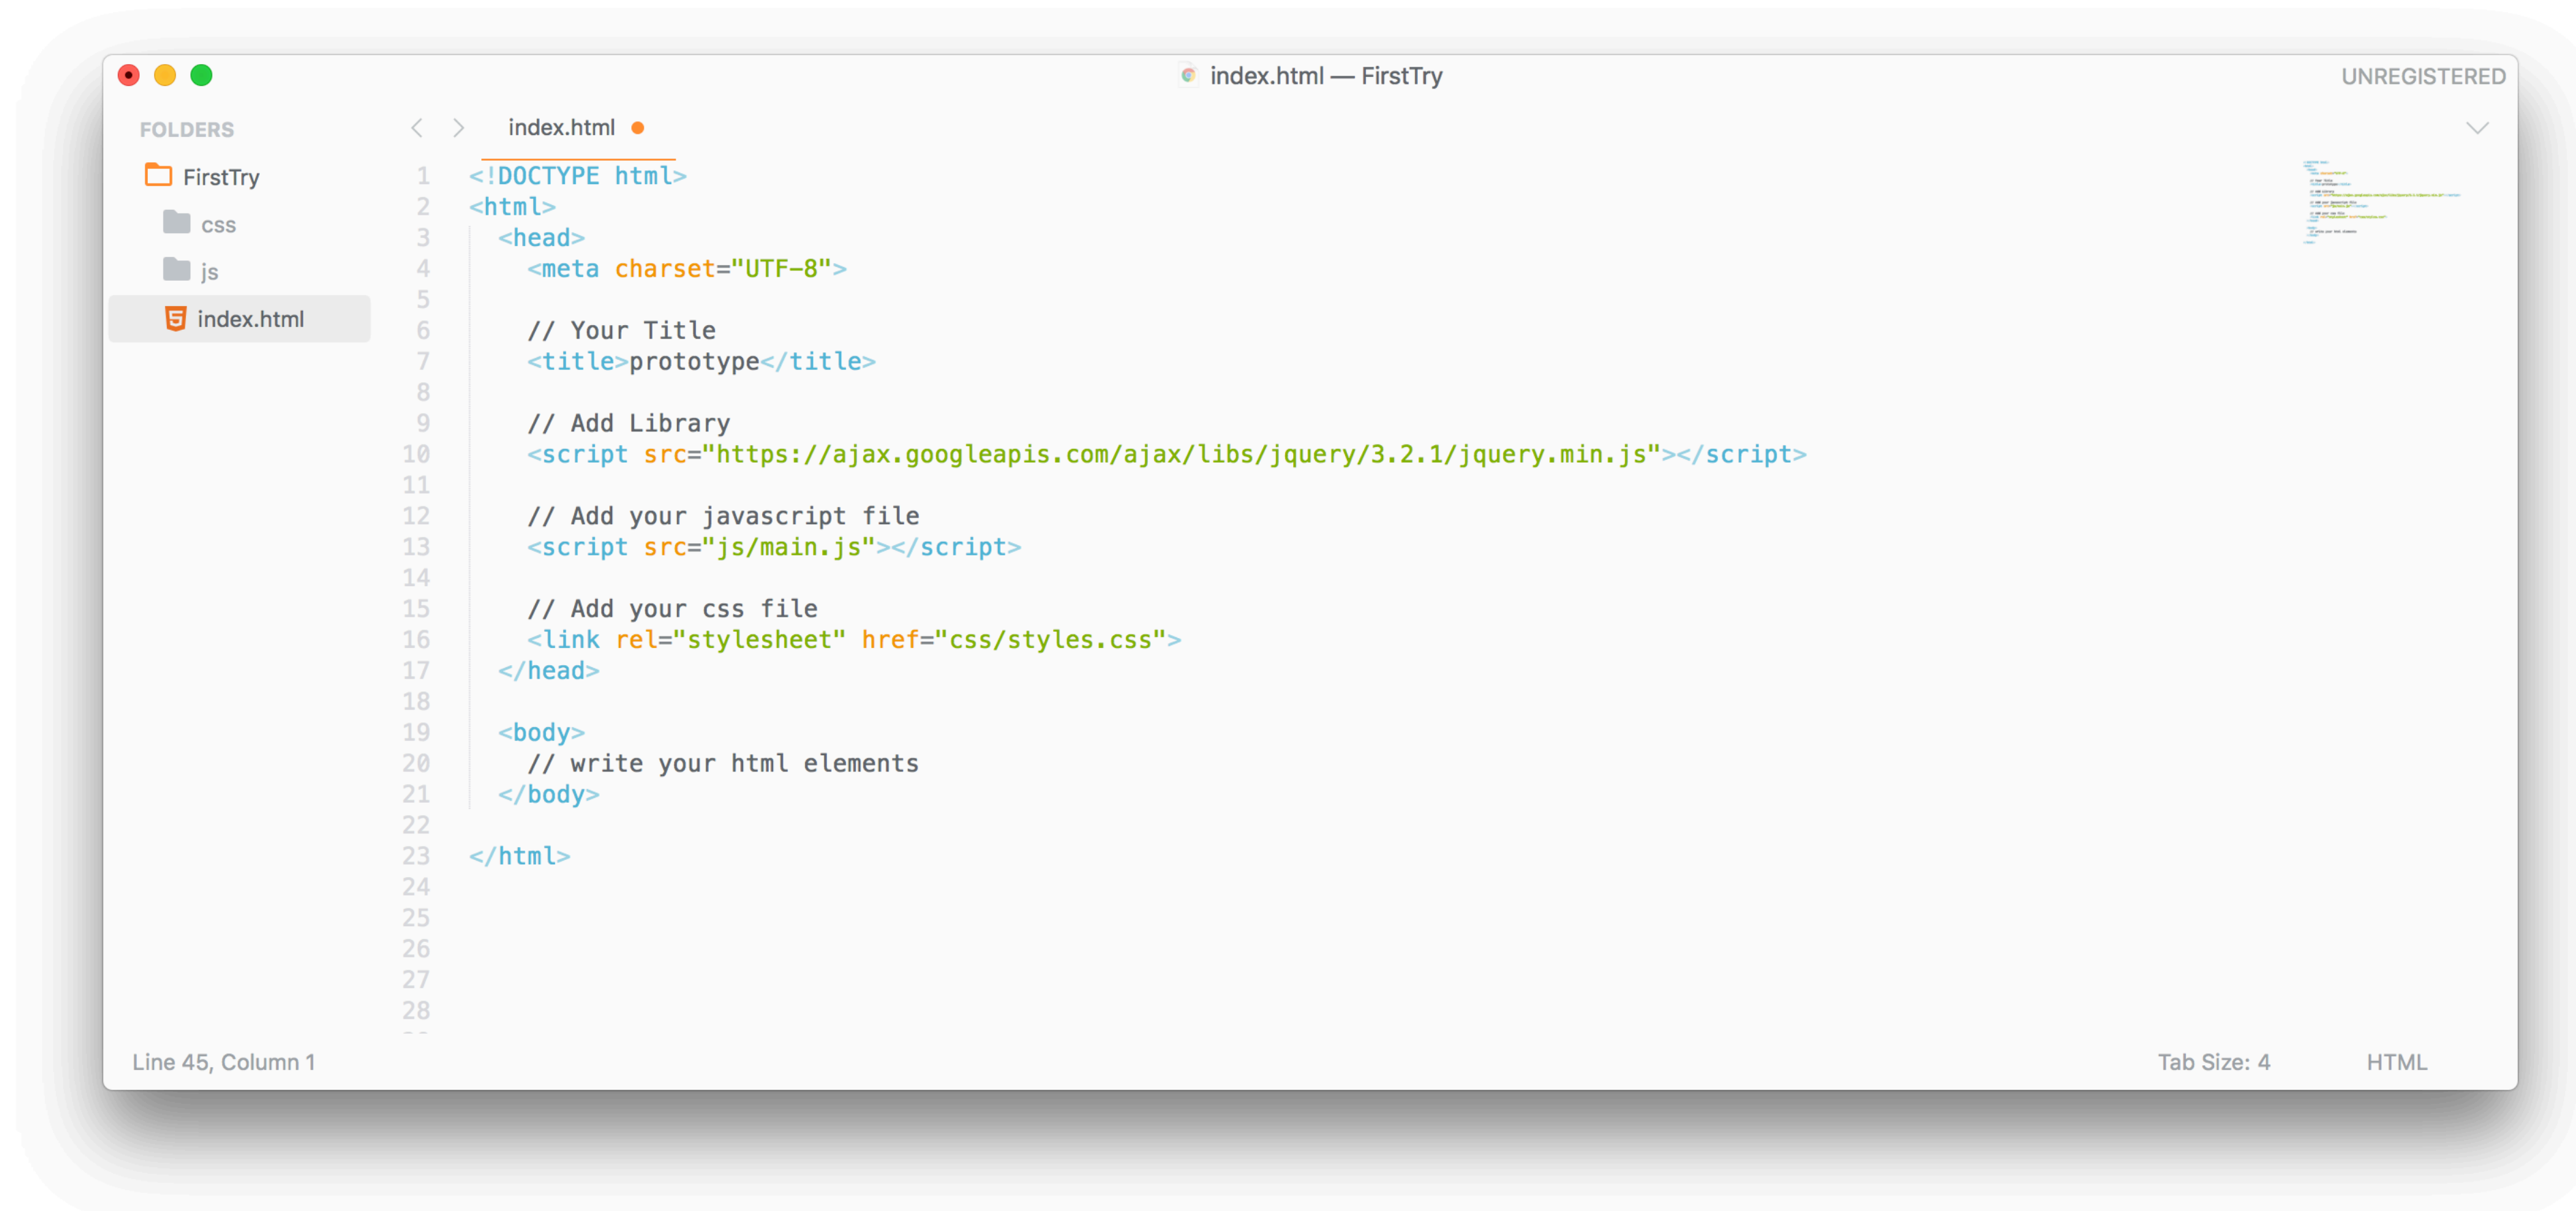 index.html — FirstTry
UNREGISTERED
FOLDERS
FirstTry
css
js
index.html
index.html
1 <!DOCTYPE html>
2 <html>
3 <head>
4 <meta charset="UTF-8">
5
6 // Your Title
7 <title>prototype</title>
8
9 // Add Library
10 <script src="https://ajax.googleapis.com/ajax/libs/jquery/3.2.1/jquery.min.js"></script>
11
12 // Add your javascript file
13 <script src="js/main.js"></script>
14
15 // Add your css file
16 <link rel="stylesheet" href="css/styles.css">
17 </head>
18
19 <body>
20 // write your html elements
21 </body>
22
23 </html>
24
25
26
27
28
Line 45, Column 1
Tab Size: 4
HTML